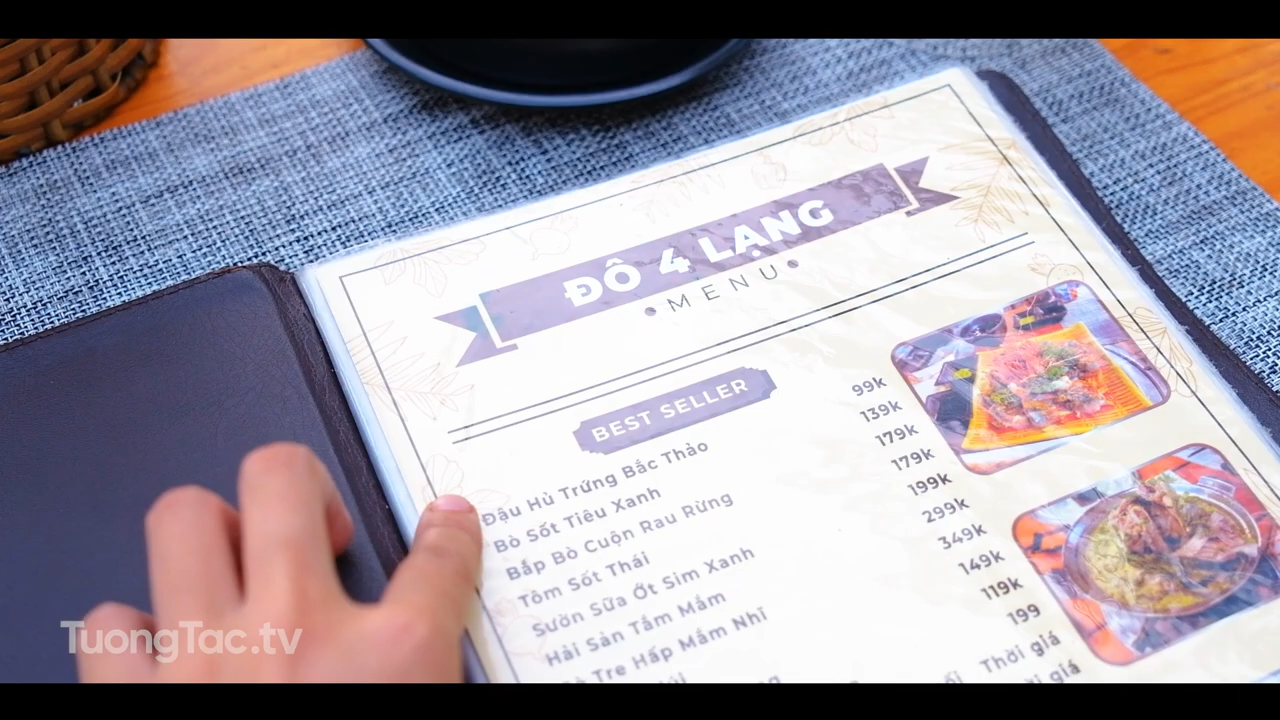 ĐÔ 4 LẠNG
MENU
BEST SELLER
Đậu Hủ Trứng Bắc Thảo 99k
Bò Sốt Tiêu Xanh 139k
Bắp Bò Cuộn Rau Rừng 179k
Tôm Sốt Thái 179k
Sườn Sữa Ớt Sim Xanh 199k
Hải Sản Tắm Mắm 299k
Tre Hấp Mắm Nhĩ 349k
149k
119k
199
Thời giá
giá
TuongTac.tv